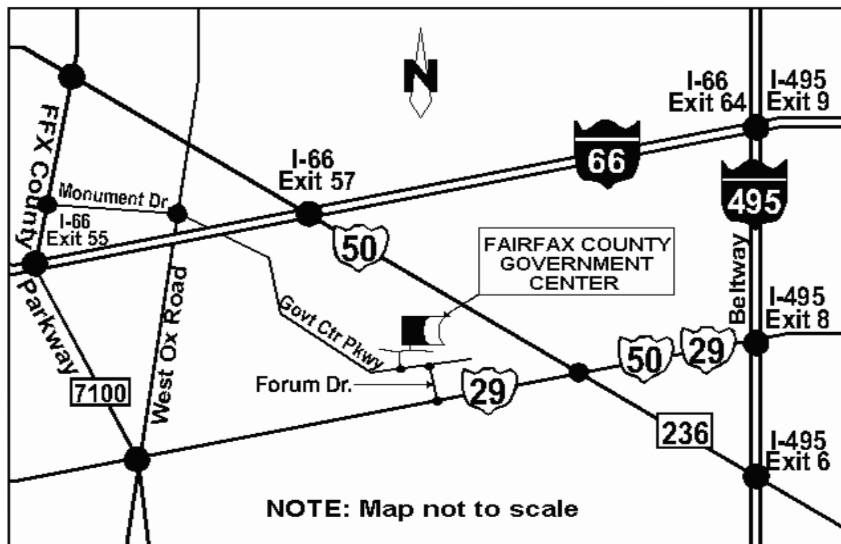 N
I-66
Exit 64
I-495
Exit 9
FFX County
Parkway
I-66
Exit 57
66
495
Monument Dr.
I-66
Exit 55
50
FAIRFAX COUNTY
GOVERNMENT
CENTER
Beltway
West Ox Road
Govt Ctr Pkwy
I-495
Exit 8
50
29
7100
Forum Dr.
29
236
I-495
Exit 6
NOTE: Map not to scale